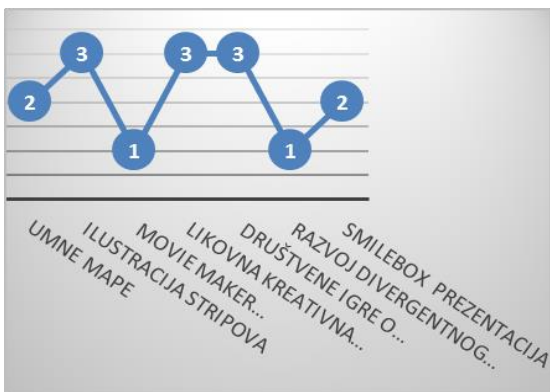 2
3
1
3
3
1
2
UMNE MAPE
ILUSTRACIJA STRIPOVA
MOVIE MAKER...
LIKOVNA KREATIVNA...
DRUŠTVENE IGRE O...
RAZVOJ DIVERGENTNOG...
SMILEBOX PREZENTACIJA